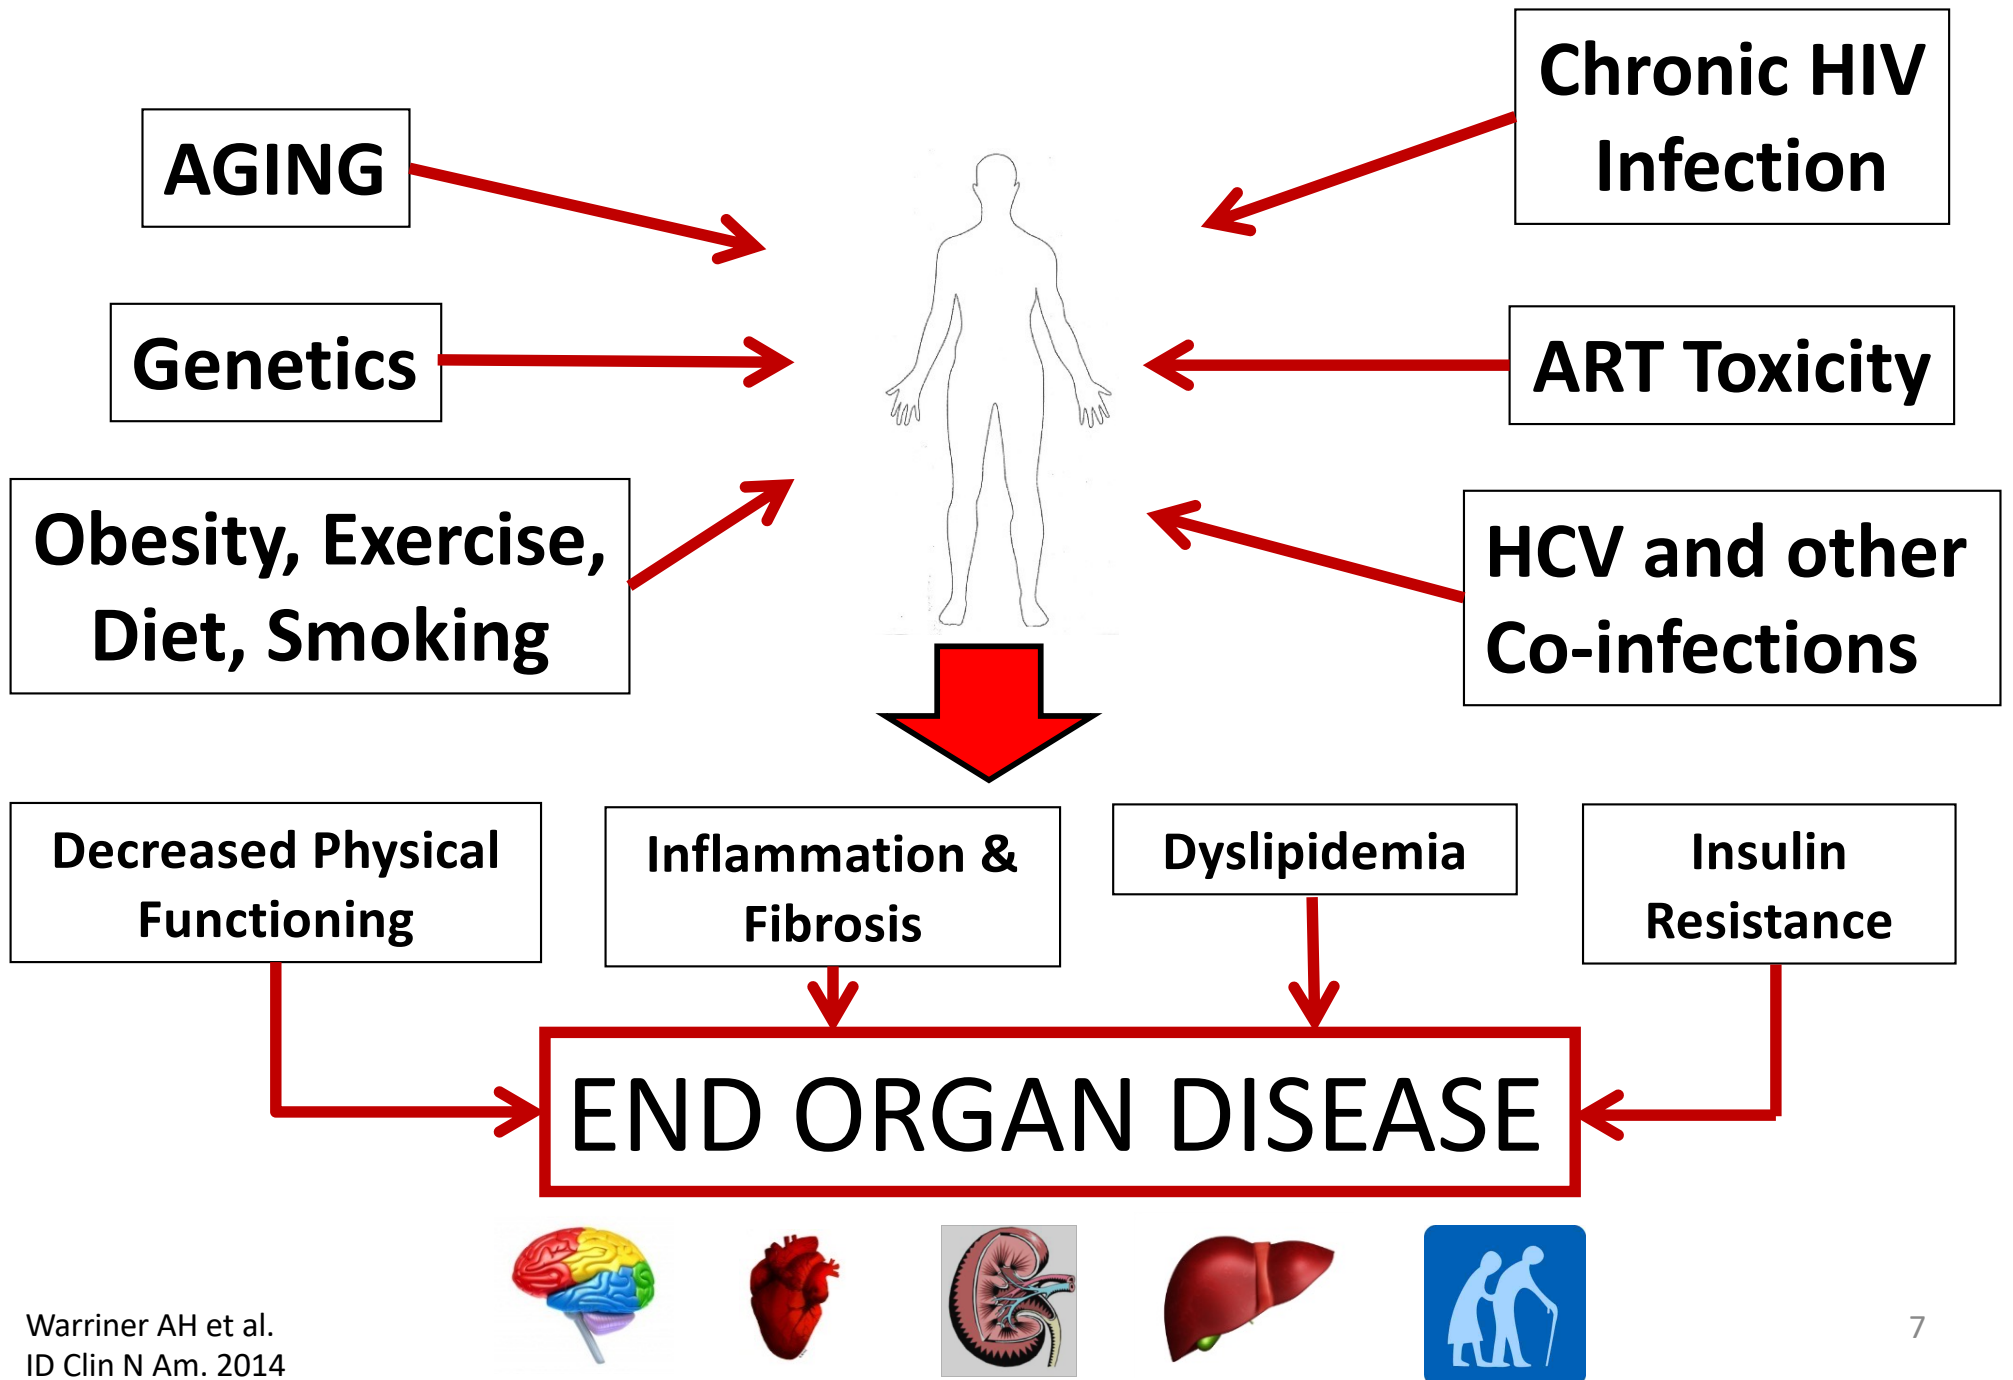 AGING
Chronic HIV
Infection
Genetics
ART Toxicity
Obesity, Exercise,
Diet, Smoking
HCV and other
Co-infections
Decreased Physical
Functioning
Inflammation &
Fibrosis
Dyslipidemia
Insulin
Resistance
END ORGAN DISEASE
Warriner AH et al.
ID Clin N Am. 2014
7